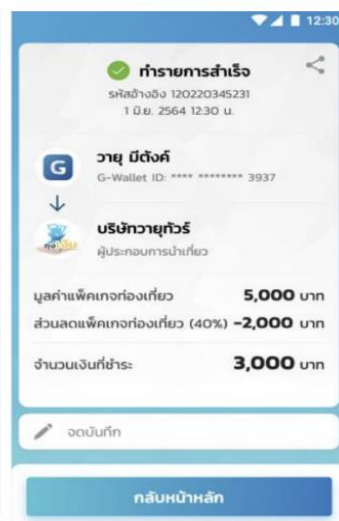 12:30
ทำรายการสำเร็จ
รหัสอ้างอิง 120220345231
1 มิ.ย. 2564 12:30 น.
G
วายุ มีตังค์
G-Wallet ID: **** ******** 3937
ถุงเงิน
บริษัทวายุทัวร์
ผู้ประกอบการนำเที่ยว
มูลค่าแพ็คเกจท่องเที่ยว 5,000 บาท
ส่วนลดแพ็คเกจท่องเที่ยว (40%) -2,000 บาท
จำนวนเงินที่ชำระ 3,000 บาท
จดบันทึก
กลับหน้าหลัก